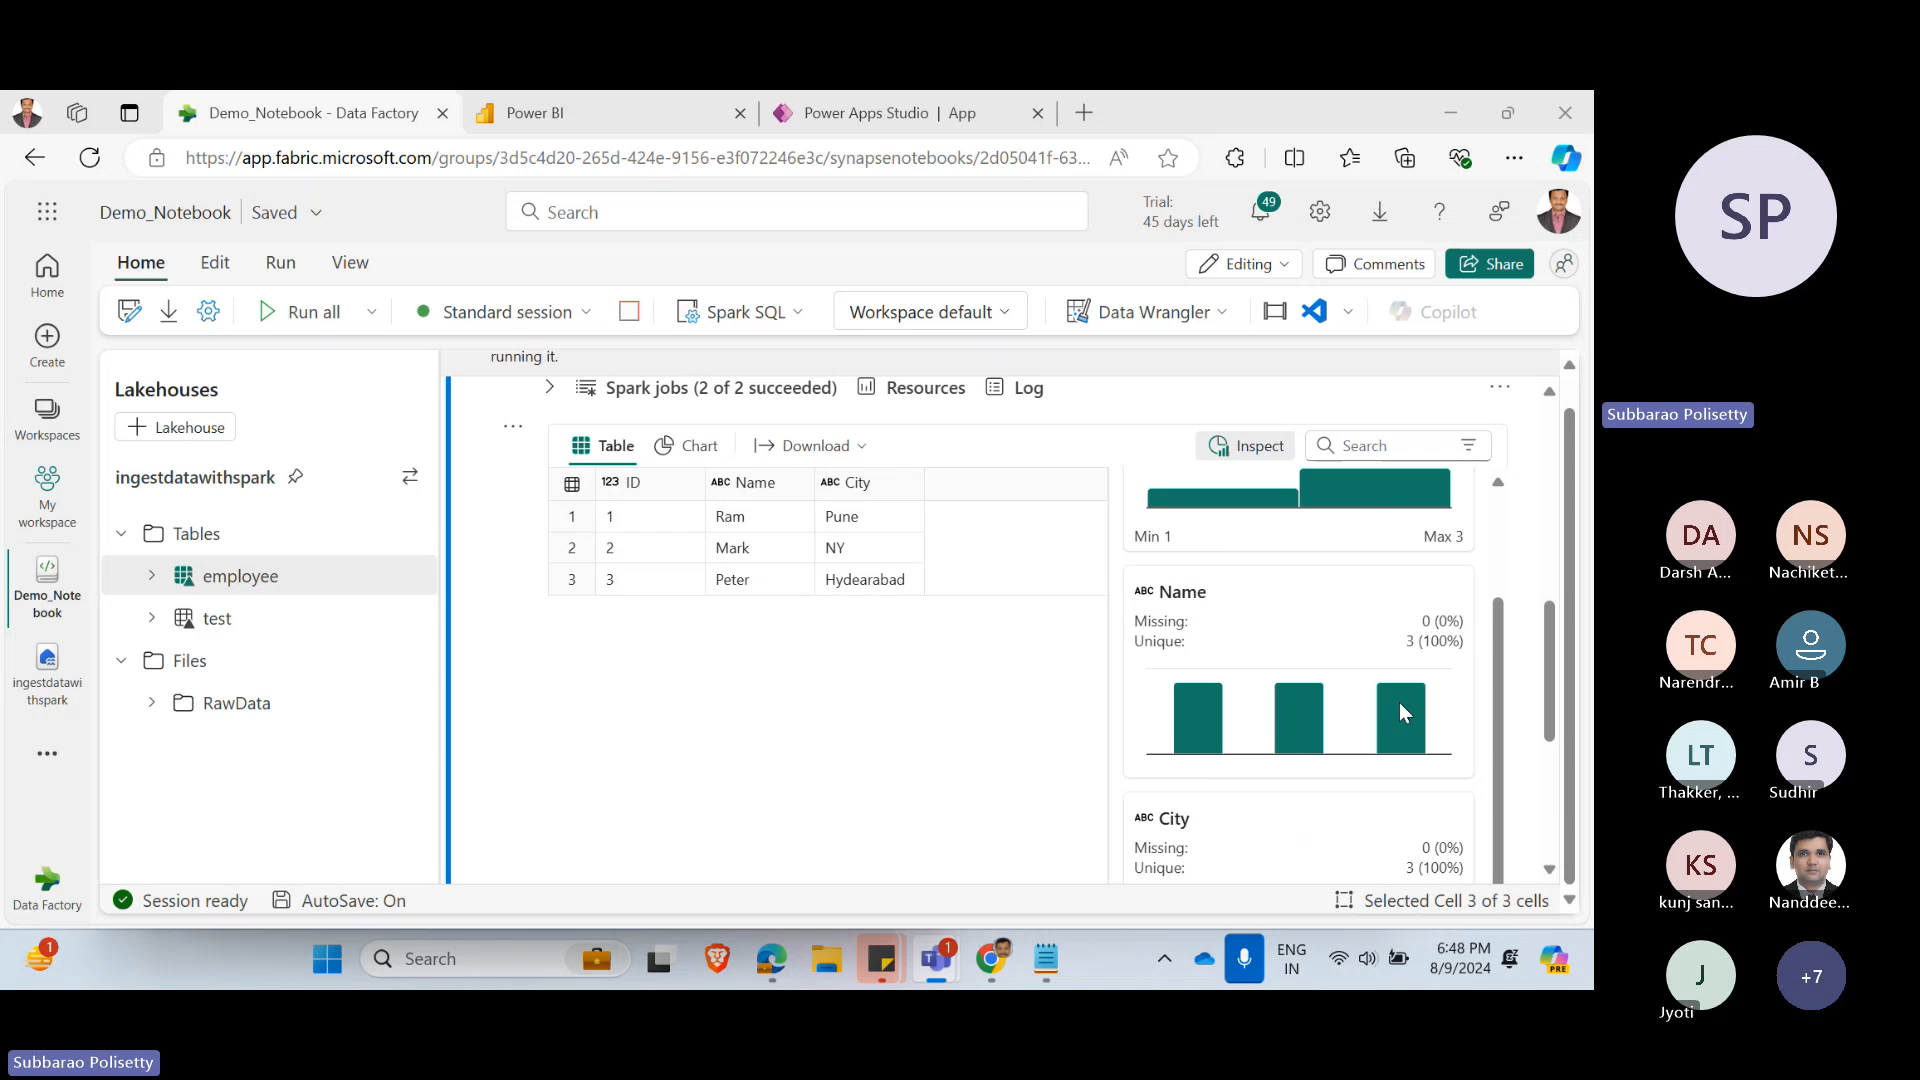 Demo_Notebook - Data Factory
Power BI
Power Apps Studio | App
https://app.fabric.microsoft.com/groups/3d5c4d20-265d-424e-9156-e3f072246e3c/synapsenotebooks/2d05041f-63...
Demo_Notebook | Saved
Search
Trial:
45 days left
49
Home
Edit
Run
View
Editing
Comments
Share
Run all
Standard session
Spark SQL
Workspace default
Data Wrangler
Copilot
Home
Create
Workspaces
My
workspace
Demo_Note
book
ingestdatawi
thspark
Data Factory
Lakehouses
Lakehouse
ingestdatawithspark
Tables
employee
test
Files
RawData
running it.
Spark jobs (2 of 2 succeeded)
Resources
Log
Table
Chart
Download
Inspect
Search
123 ID
ABC Name
ABC City
1 1 Ram Pune
2 2 Mark NY
3 3 Peter Hydearabad
Min 1
Max 3
ABC Name
Missing: 0 (0%)
Unique: 3 (100%)
ABC City
Missing: 0 (0%)
Unique: 3 (100%)
Session ready
AutoSave: On
Selected Cell 3 of 3 cells
1
Search
1
ENG
IN
6:48 PM
8/9/2024
PRE
SP
Subbarao Polisetty
DA
Darsh A...
NS
Nachiket...
TC
Narendr...
Amir B
LT
Thakker, ...
S
Sudhir
KS
kunj san...
Nanddee...
J
Jyoti
+7
Subbarao Polisetty